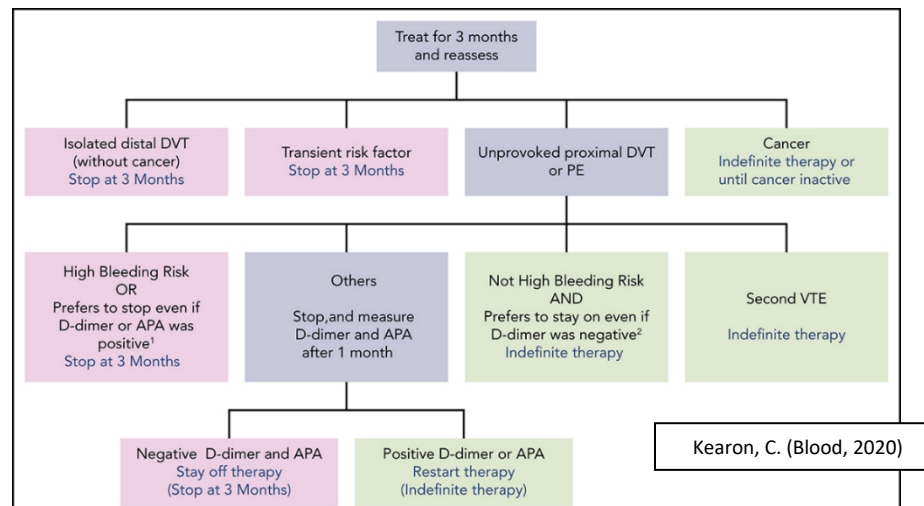 Treat for 3 months
and reassess
Isolated distal DVT
(without cancer)
Stop at 3 Months
Transient risk factor
Stop at 3 Months
Unprovoked proximal DVT
or PE
Cancer
Indefinite therapy or
until cancer inactive
High Bleeding Risk
OR
Prefers to stop even if
D-dimer or APA was
positive¹
Stop at 3 Months
Others
Stop,and measure
D-dimer and APA
after 1 month
Not High Bleeding Risk
AND
Prefers to stay on even if
D-dimer was negative²
Indefinite therapy
Second VTE
Indefinite therapy
Negative D-dimer and APA
Stay off therapy
(Stop at 3 Months)
Positive D-dimer or APA
Restart therapy
(Indefinite therapy)
Kearon, C. (Blood, 2020)